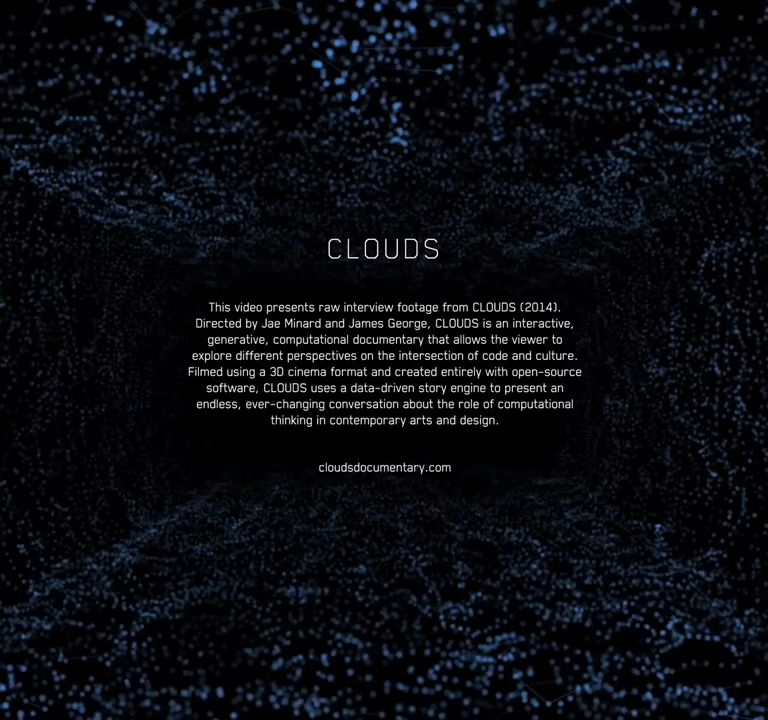 CLOUDS
This video presents raw interview footage from CLOUDS (2014).
Directed by Jae Minard and James George, CLOUDS is an interactive,
generative, computational documentary that allows the viewer to
explore different perspectives on the intersection of code and culture.
Filmed using a 3D cinema format and created entirely with open-source
software, CLOUDS uses a data-driven story engine to present an
endless, ever-changing conversation about the role of computational
thinking in contemporary arts and design.
cloudsdocumentary.com